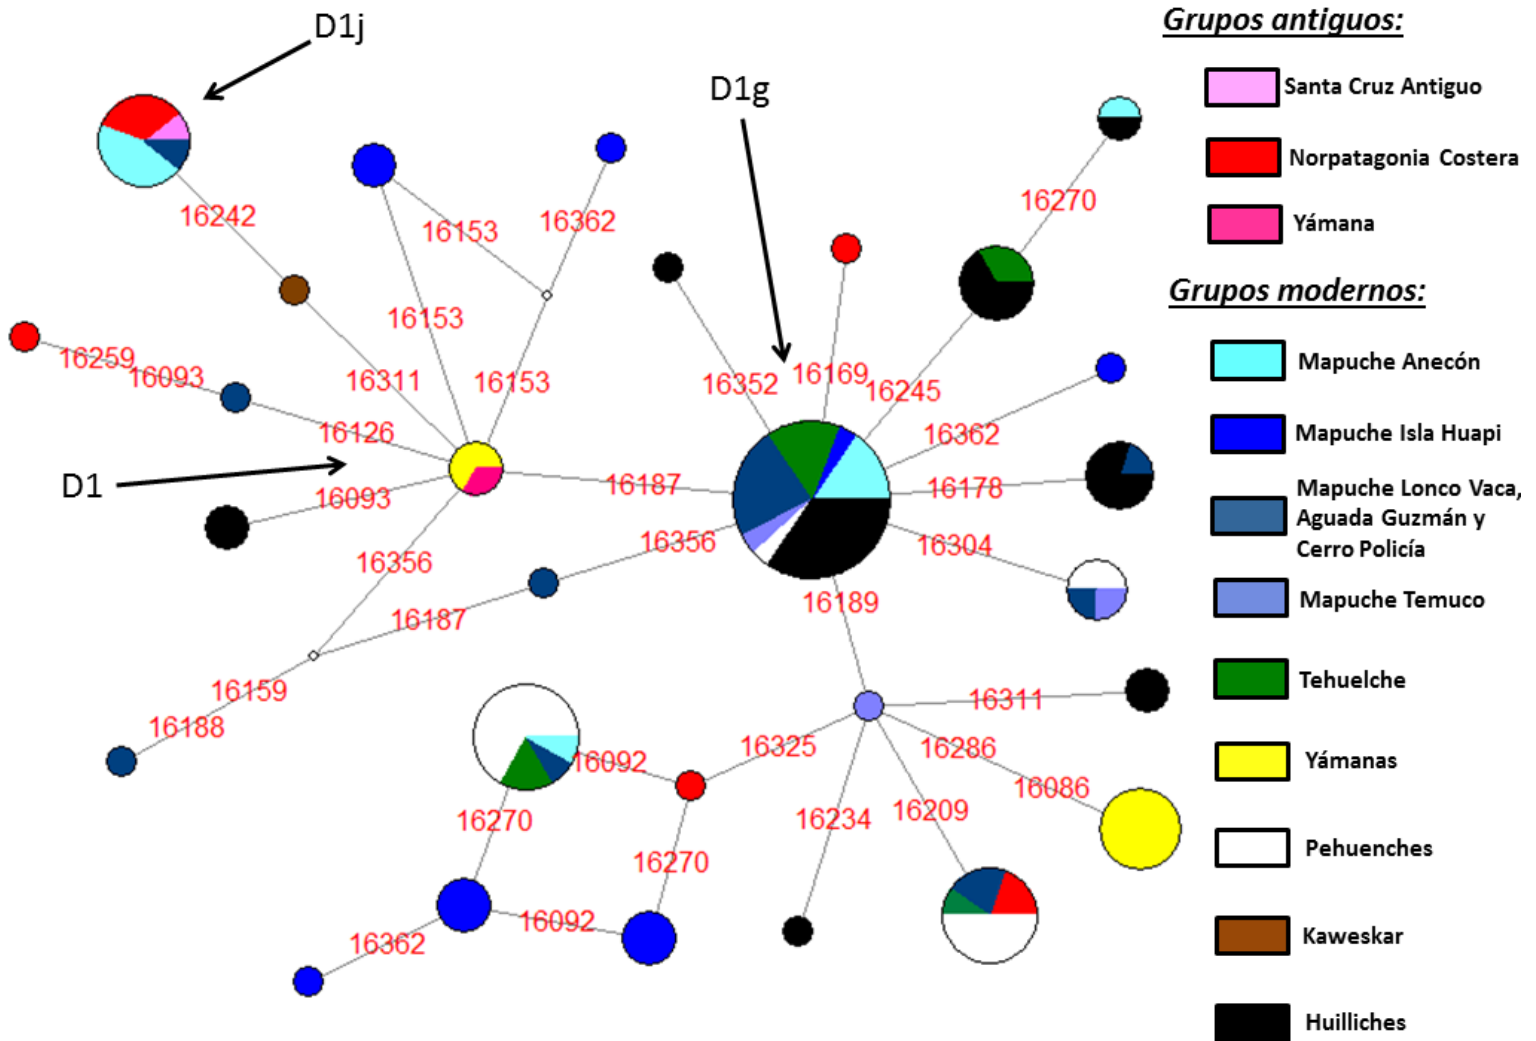 D1j
D1g
D1
16242
16153
16362
16153
16153
16311
16259
16093
16126
16093
16356
16187
16187
16356
16159
16188
16352
16169
16245
16270
16362
16178
16304
16189
16311
16286
16086
16325
16092
16209
16234
16270
16270
16092
16362
Grupos antiguos:
Santa Cruz Antiguo
Norpatagonia Costera
Yámana
Grupos modernos:
Mapuche Anecón
Mapuche Isla Huapi
Mapuche Lonco Vaca,
Aguada Guzmán y
Cerro Policía
Mapuche Temuco
Tehuelche
Yámanas
Pehuenches
Kaweskar
Huilliches